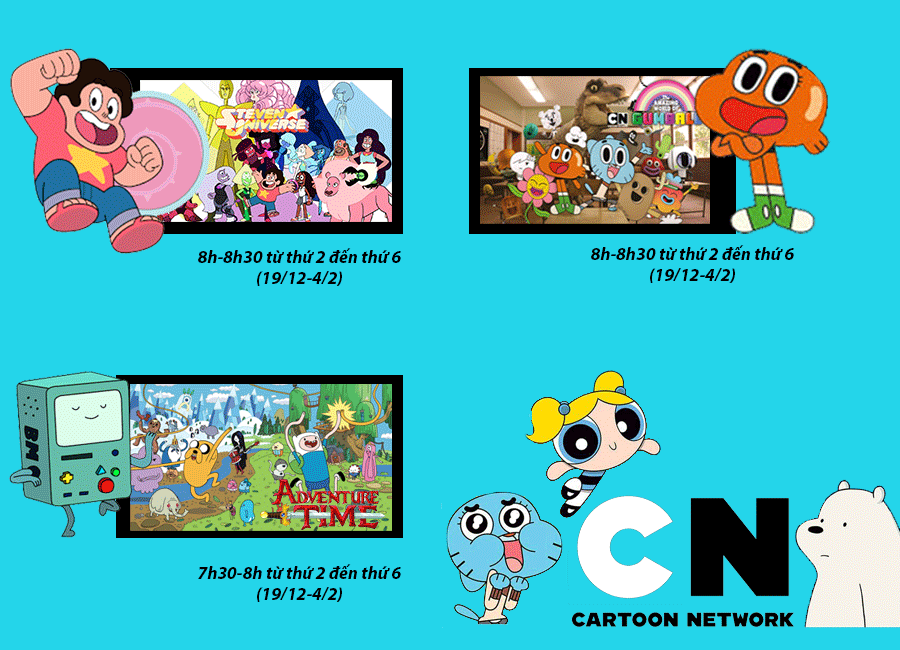 STEVEN
UNIVERSE
The
AMAZING
WORLD OF
CN GUMBALL
8h-8h30 từ thứ 2 đến thứ 6
(19/12-4/2)
8h-8h30 từ thứ 2 đến thứ 6
(19/12-4/2)
BMO
ADVENTURE
TIME
7h30-8h từ thứ 2 đến thứ 6
(19/12-4/2)
CN
CARTOON NETWORK